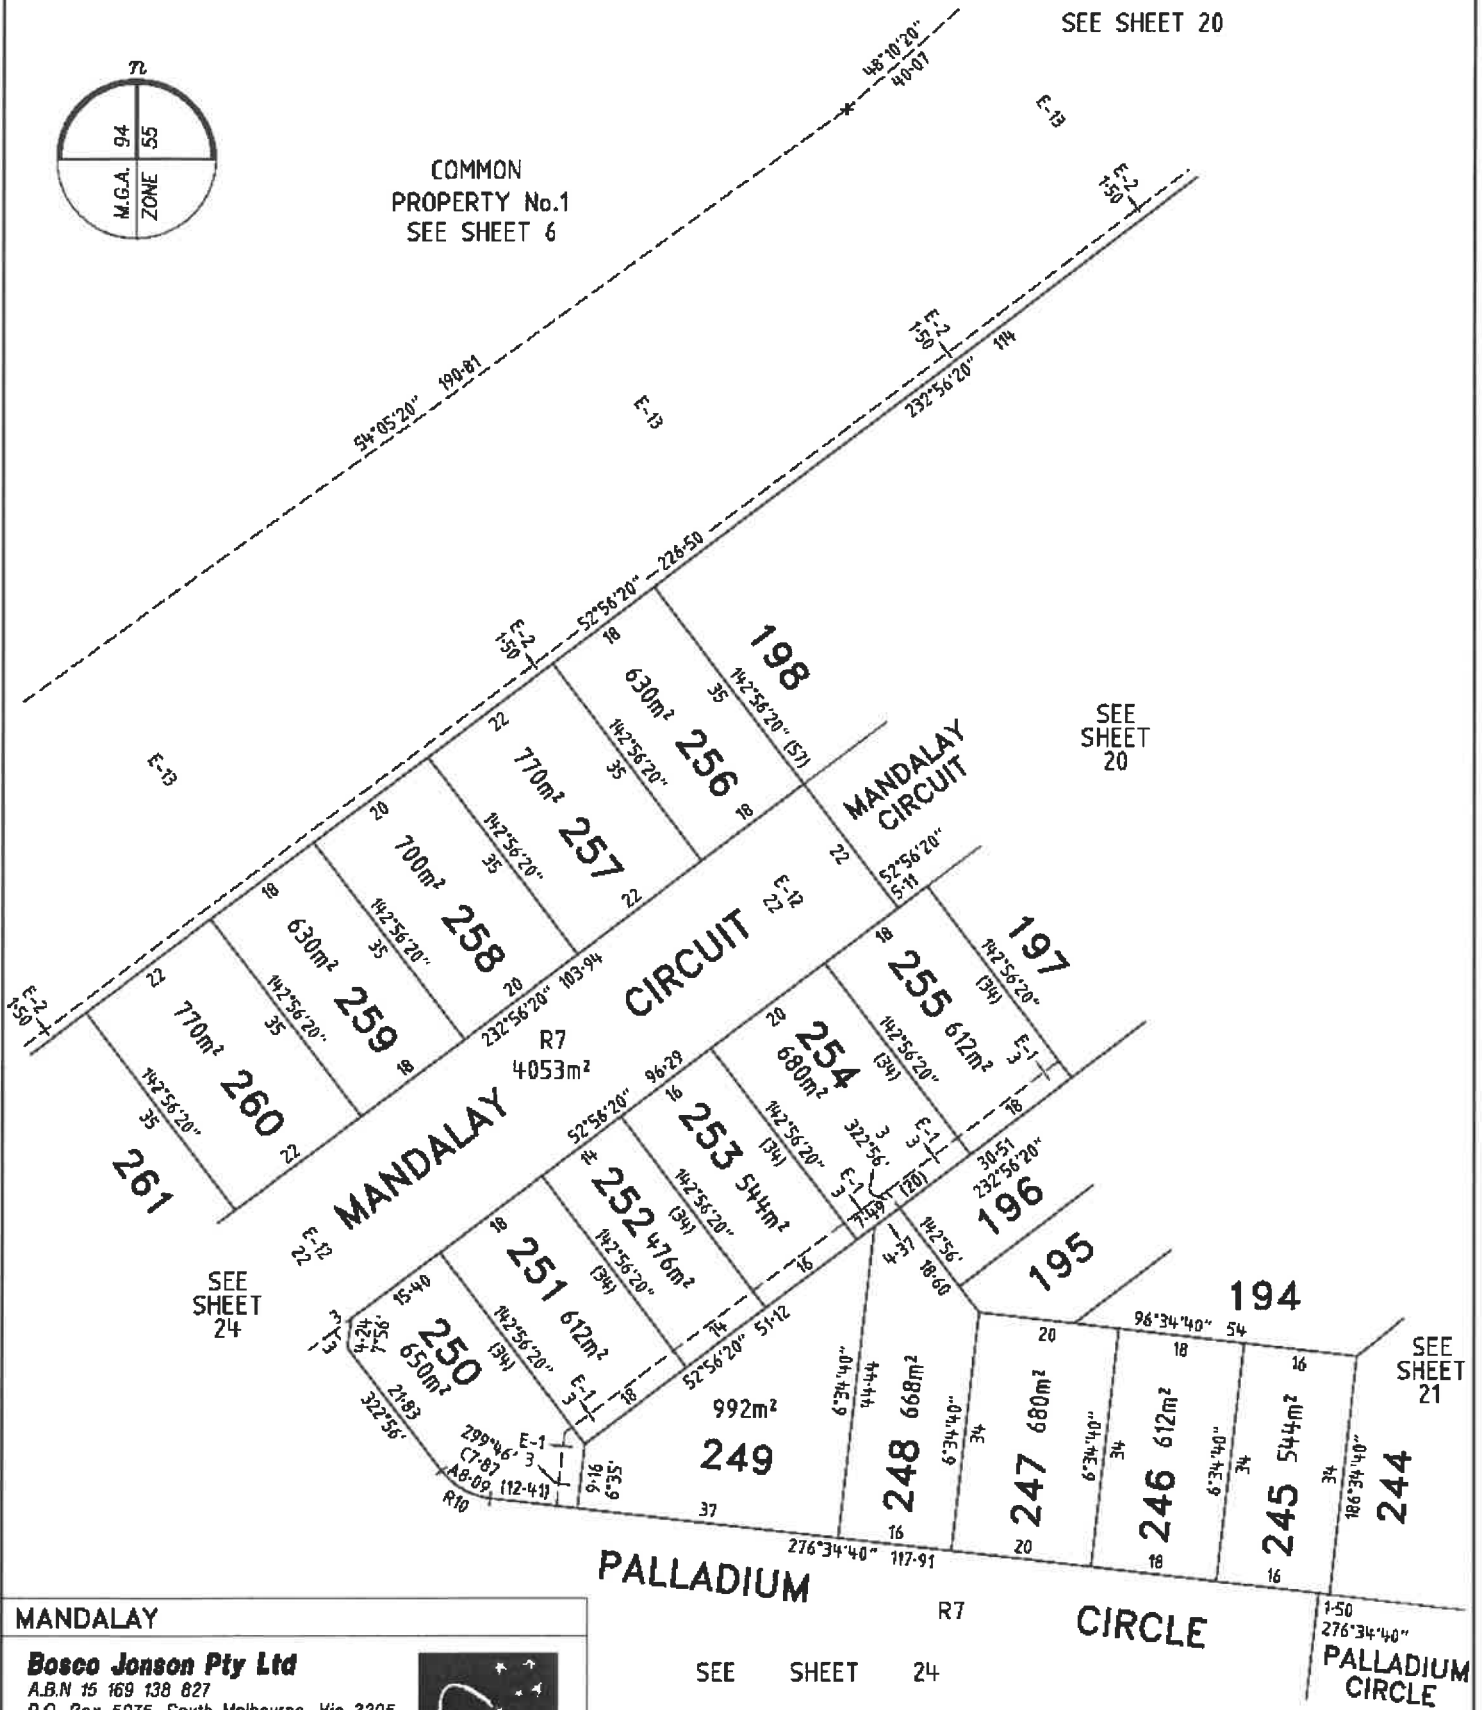 SEE SHEET 20
48°10'20"
40·07
n
M.G.A. 94
ZONE 55
E-13
COMMON
PROPERTY No.1
SEE SHEET 6
E-2
1·50
E-2
1·50
232°56'20" 114
54°05'20" 190·81
E-13
52°56'20" 226·50
E-2
1·50
18
630m²
256
35
142°56'20" (57)
198
142°56'20"
35
18
SEE
SHEET
20
MANDALAY
CIRCUIT
E-13
22
770m²
257
142°56'20"
35
22
20
700m²
258
142°56'20"
35
20
18
630m²
259
142°56'20"
35
18
E-2
1·50
22
770m²
260
142°56'20"
35
22
261
232°56'20" 103·94
R7
4053m²
MANDALAY CIRCUIT
E-12
22
22
52°56'20"
5·11
197
142°56'20"
(34)
18
255
612m²
E-1
3
18
142°56'20"
(34)
20
254
680m²
E-1
3
322°56'
3
(20)
30·51
232°56'20"
52°56'20" 96·29
16
253
544m²
142°56'20"
(34)
E-1
3
7·49
16
14
252
476m²
142°56'20"
(34)
14
18
251
612m²
142°56'20"
(34)
18
E-12
22
SEE
SHEET
24
3
3
4·24
7°56'
15·40
250
650m²
142°56'20"
(34)
E-1
3
21·83
322°56'
299°46'
C7·87
A8·09
R10
E-1
3
(12·41)
9·16
6°35'
52°56'20" 51·12
196
195
142°56'
18·60
4·37
194
96°34'40" 54
SEE
SHEET
21
992m²
249
37
6°34'40"
44·44
248 668m²
16
6°34'40"
34
20
247 680m²
20
6°34'40"
34
18
246 612m²
18
6°34'40"
34
16
245 544m²
16
34
186°34'40"
244
276°34'40" 117·91
PALLADIUM CIRCLE
R7
1·50
276°34'40"
PALLADIUM
CIRCLE
SEE SHEET 24
MANDALAY
Bosco Jonson Pty Ltd
A.B.N 15 169 138 827
P.O. Box 5075, South Melbourne, Vic 3205